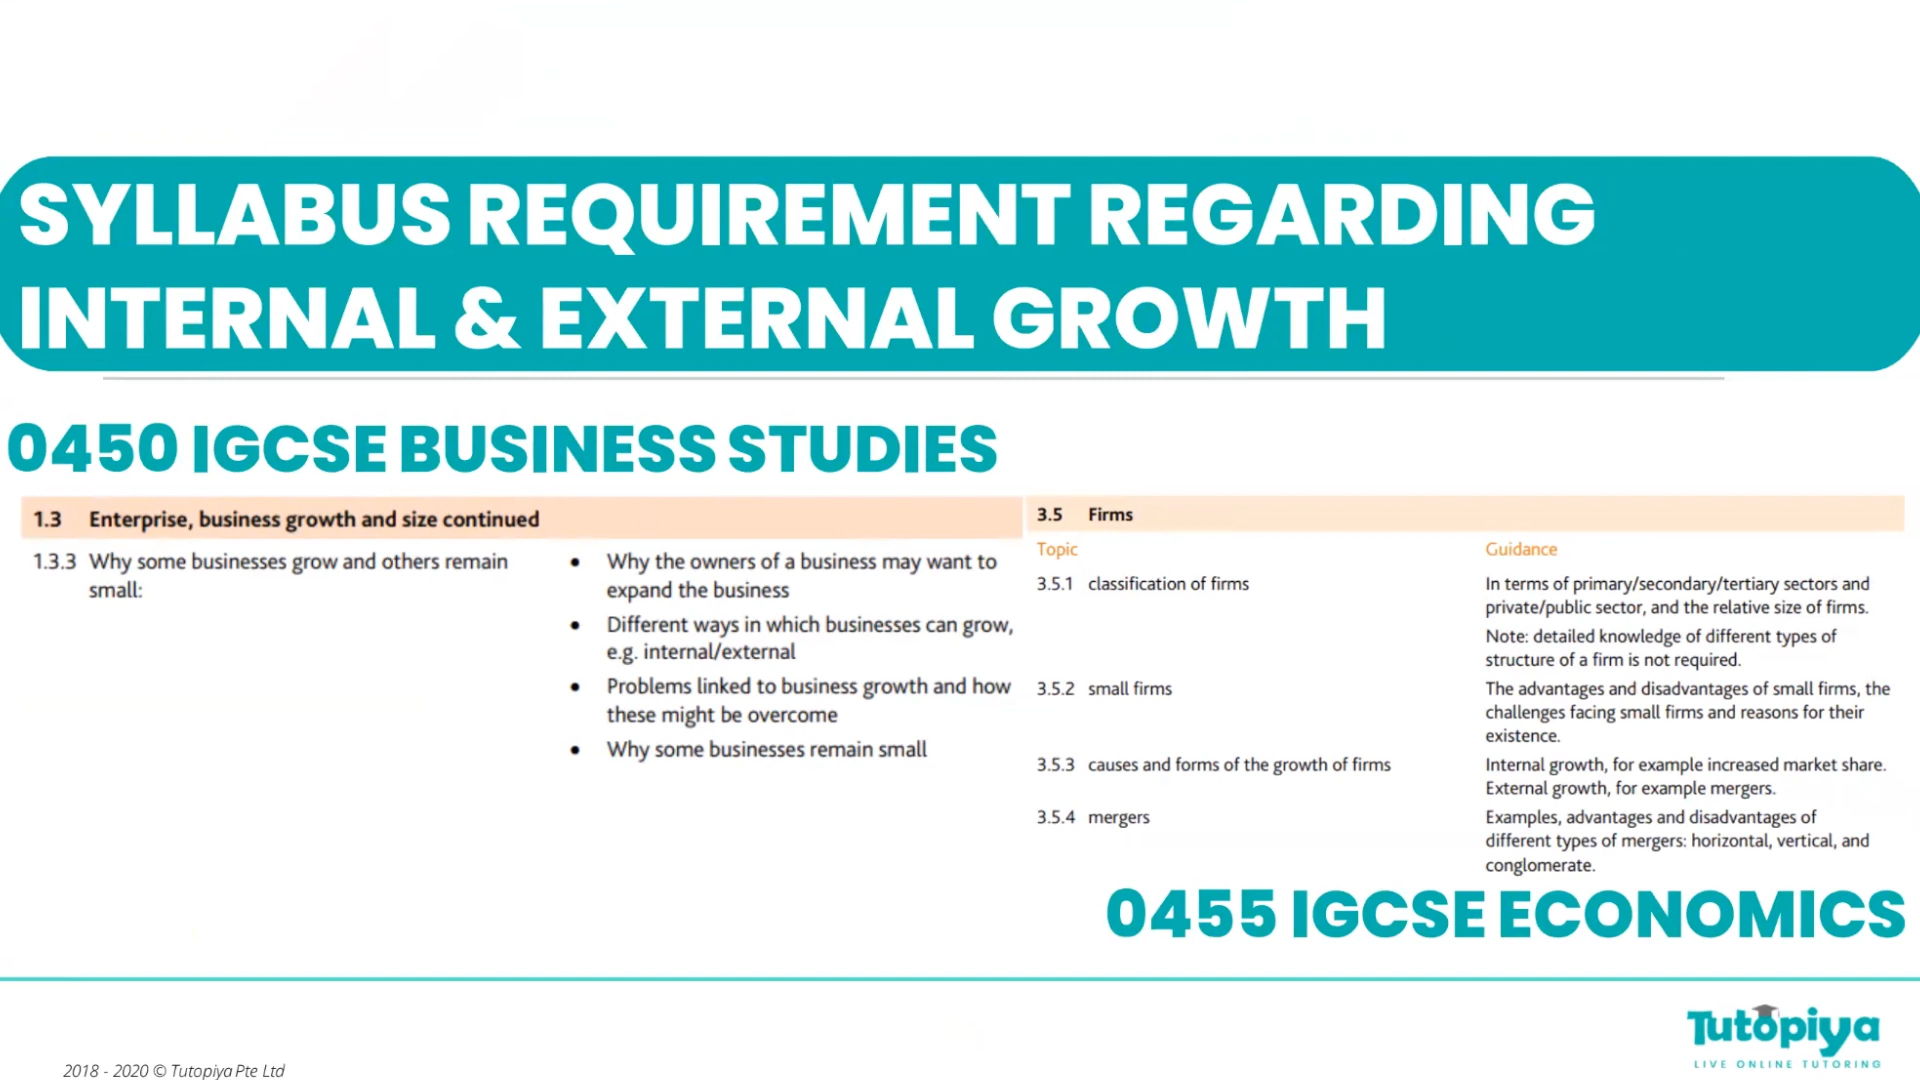 SYLLABUS REQUIREMENT REGARDING
INTERNAL & EXTERNAL GROWTH
0450 IGCSE BUSINESS STUDIES
1.3 Enterprise, business growth and size continued
1.3.3 Why some businesses grow and others remain
small:
• Why the owners of a business may want to
expand the business
• Different ways in which businesses can grow,
e.g. internal/external
• Problems linked to business growth and how
these might be overcome
• Why some businesses remain small
3.5 Firms
Topic Guidance
3.5.1 classification of firms In terms of primary/secondary/tertiary sectors and
private/public sector, and the relative size of firms.
Note: detailed knowledge of different types of
structure of a firm is not required.
3.5.2 small firms The advantages and disadvantages of small firms, the
challenges facing small firms and reasons for their
existence.
3.5.3 causes and forms of the growth of firms Internal growth, for example increased market share.
External growth, for example mergers.
3.5.4 mergers Examples, advantages and disadvantages of
different types of mergers: horizontal, vertical, and
conglomerate.
0455 IGCSE ECONOMICS
Tutopiya
LIVE ONLINE TUTORING
2018 - 2020 © Tutopiya Pte Ltd